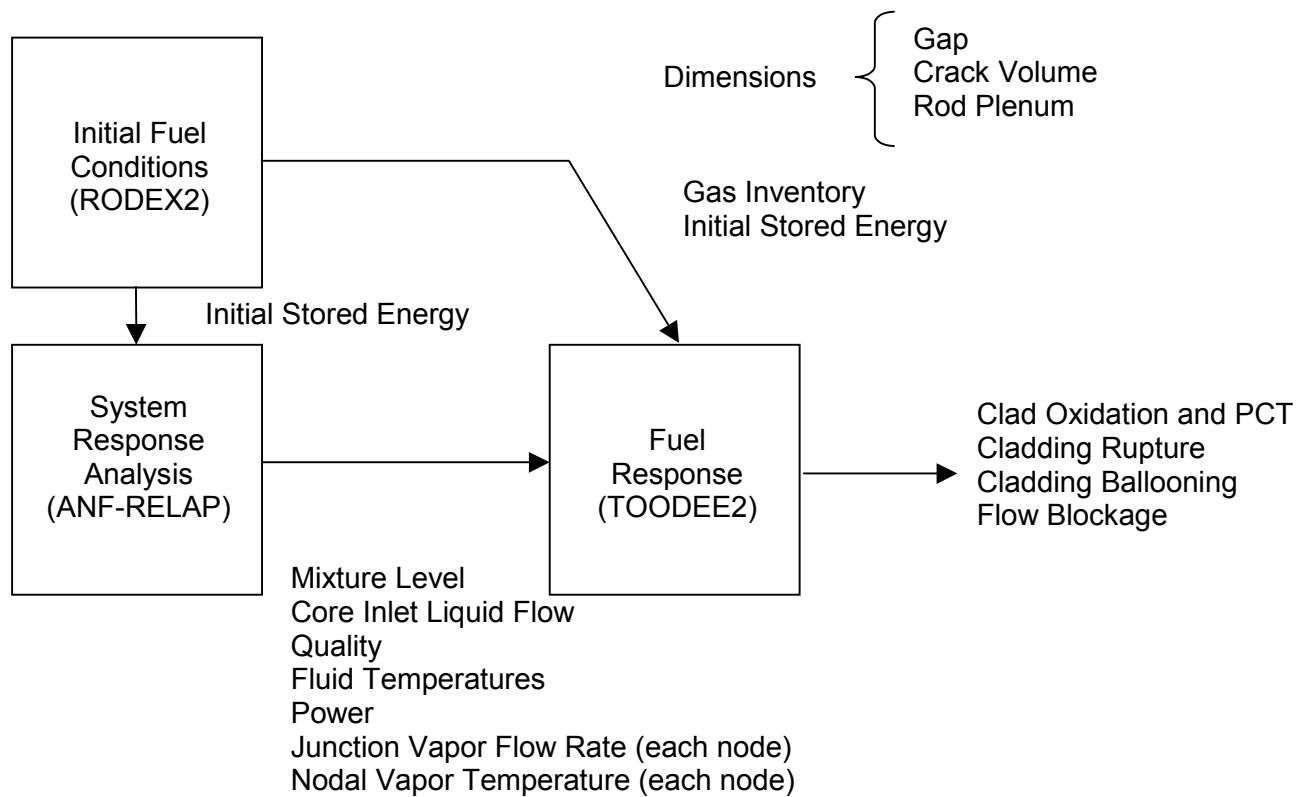 Initial Fuel
Conditions
(RODEX2)
Dimensions
Gap
Crack Volume
Rod Plenum
Gas Inventory
Initial Stored Energy
Initial Stored Energy
System
Response
Analysis
(ANF-RELAP)
Fuel
Response
(TOODEE2)
Clad Oxidation and PCT
Cladding Rupture
Cladding Ballooning
Flow Blockage
Mixture Level
Core Inlet Liquid Flow
Quality
Fluid Temperatures
Power
Junction Vapor Flow Rate (each node)
Nodal Vapor Temperature (each node)